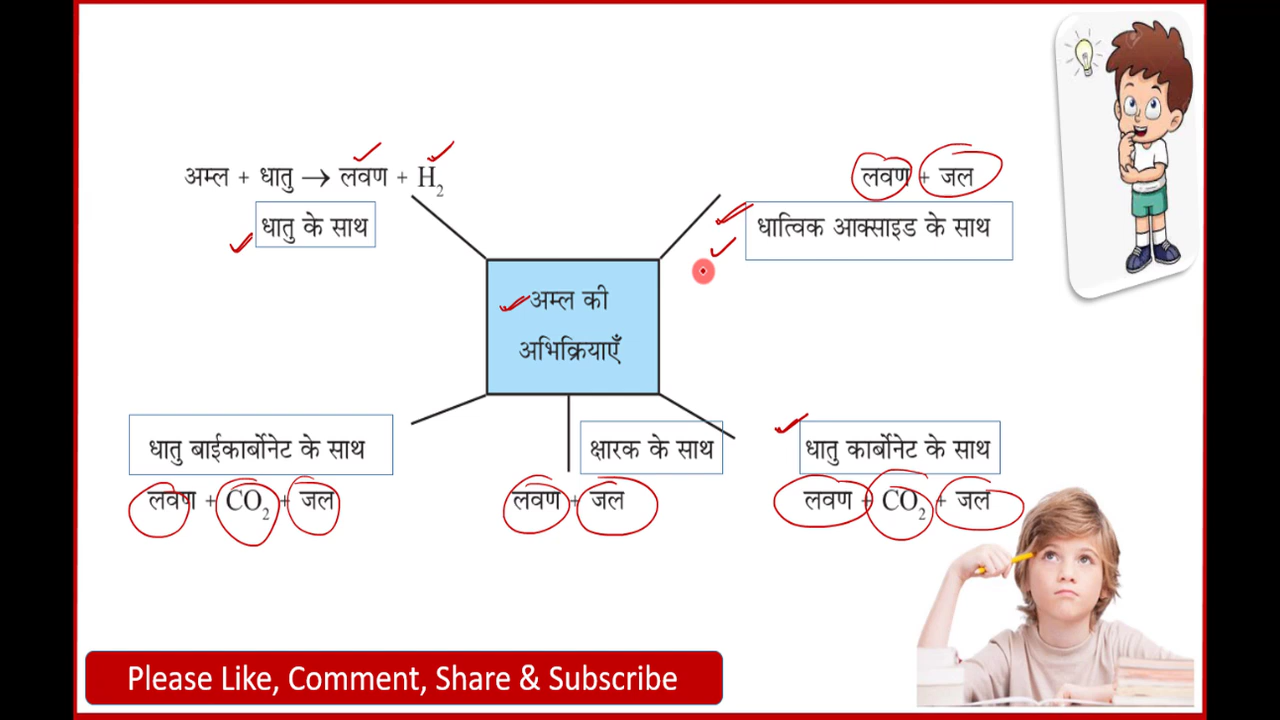 अम्ल + धातु → लवण + H₂
धातु के साथ
लवण + जल
धात्विक आक्साइड के साथ
अम्ल की
अभिक्रियाएँ
धातु बाईकार्बोनेट के साथ
लवण + CO₂ + जल
क्षारक के साथ
लवण + जल
धातु कार्बोनेट के साथ
लवण + CO₂ + जल
Please Like, Comment, Share & Subscribe